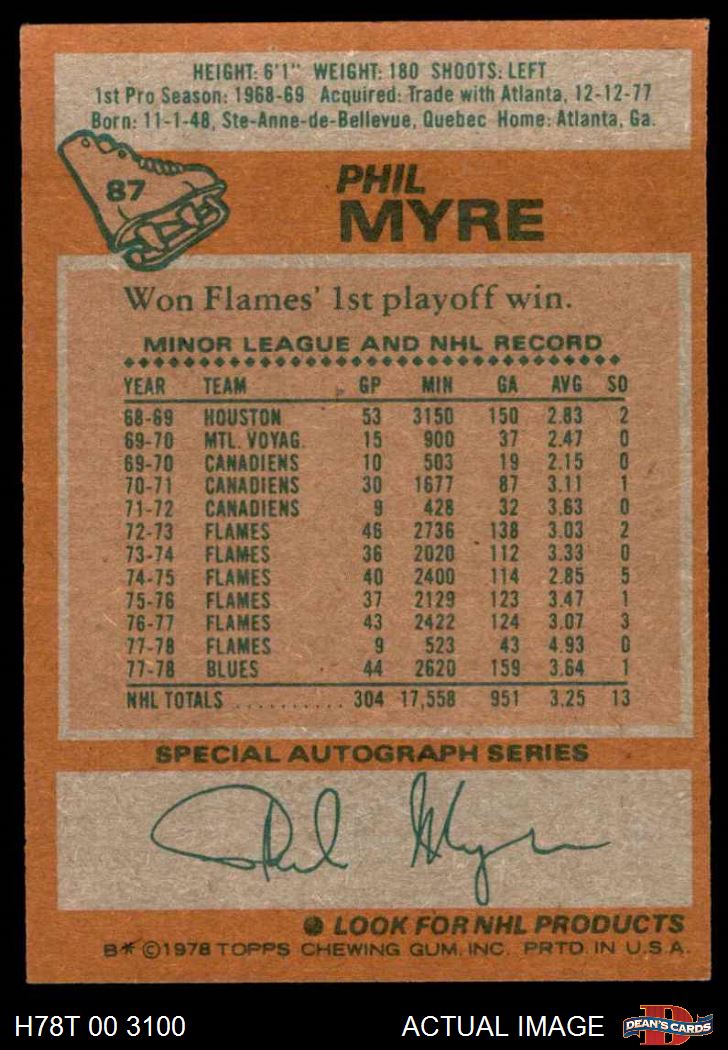 HEIGHT: 6'1" WEIGHT: 180 SHOOTS: LEFT
1st Pro Season: 1968-69 Acquired: Trade with Atlanta, 12-12-77
Born: 11-1-48, Ste-Anne-de-Bellevue, Quebec Home: Atlanta, Ga.
87
PHIL
MYRE
Won Flames' 1st playoff win.
MINOR LEAGUE AND NHL RECORD
YEAR TEAM GP MIN GA AVG SO
68-69 HOUSTON 53 3150 150 2.83 2
69-70 MTL. VOYAG. 15 900 37 2.47 0
69-70 CANADIENS 10 503 19 2.15 0
70-71 CANADIENS 30 1677 87 3.11 1
71-72 CANADIENS 9 428 32 3.63 0
72-73 FLAMES 46 2736 138 3.03 2
73-74 FLAMES 36 2020 112 3.33 0
74-75 FLAMES 40 2400 114 2.85 5
75-76 FLAMES 37 2129 123 3.47 1
76-77 FLAMES 43 2422 124 3.07 3
77-78 FLAMES 9 523 43 4.93 0
77-78 BLUES 44 2620 159 3.64 1
NHL TOTALS .......... 304 17,558 951 3.25 13
SPECIAL AUTOGRAPH SERIES
Phil Myre
LOOK FOR NHL PRODUCTS
B* ©1978 TOPPS CHEWING GUM, INC. PRTD. IN U.S.A.
H78T 00 3100 ACTUAL IMAGE D DEAN'S CARDS